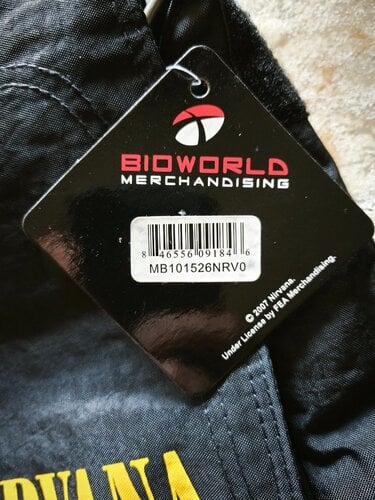 BIOWORLD
MERCHANDISING
8 46556 09184 6
MB101526NRV0
© 2007 Nirvana.
Under License by FEA Merchandising.
RVANA